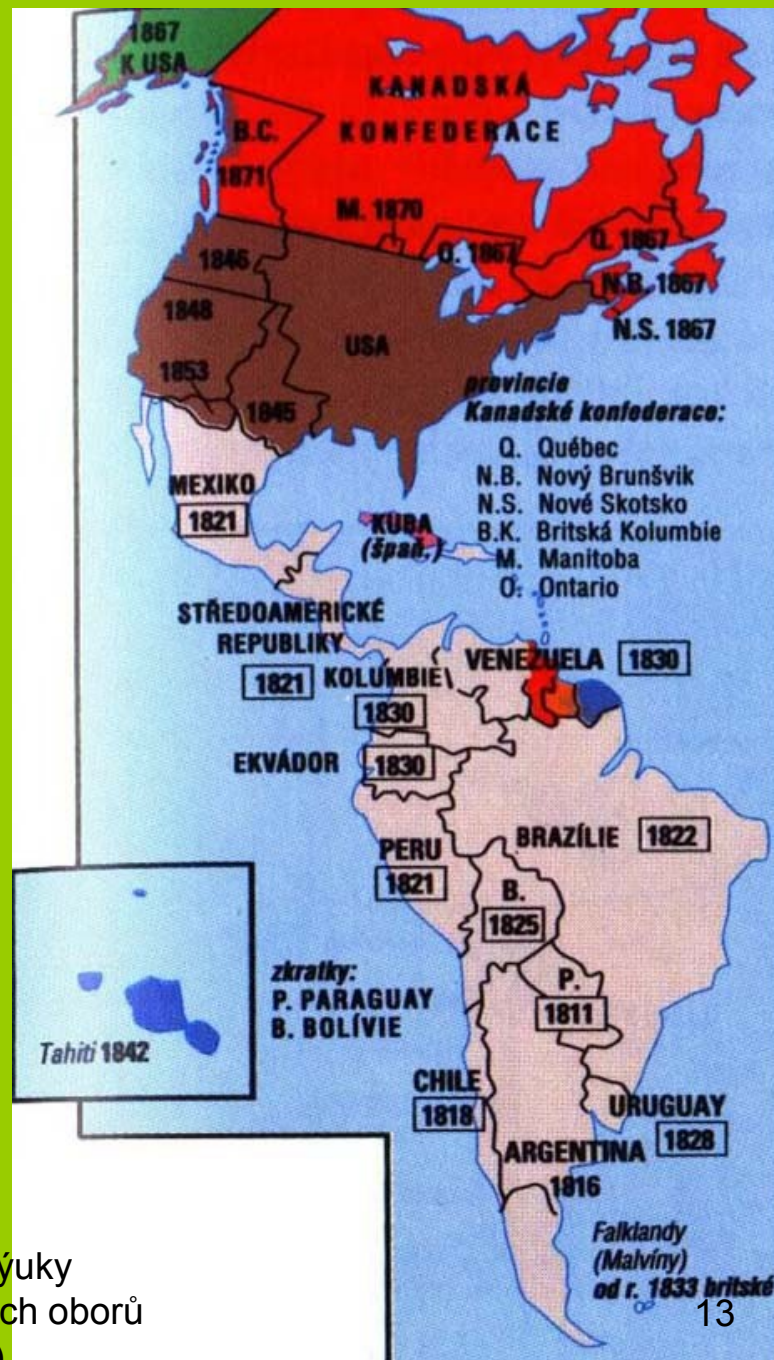 1867
K USA
KANADSKÁ
KONFEDERACE
B.C.
1871
M. 1870
O. 1867
Q. 1867
N.B. 1867
N.S. 1867
1846
1848
1853
1845
USA
provincie
Kanadské konfederace:
Q. Québec
N.B. Nový Brunšvik
N.S. Nové Skotsko
B.K. Britská Kolumbie
M. Manitoba
O. Ontario
MEXIKO
1821
KUBA
(špaň.)
STŘEDOAMERICKÉ
REPUBLIKY
1821
KOLUMBIE
1830
VENEZUELA 1830
EKVÁDOR 1830
PERU
1821
BRAZÍLIE 1822
B.
1825
P.
1811
zkratky:
P. PARAGUAY
B. BOLÍVIE
Tahiti 1842
CHILE
1818
URUGUAY
1828
ARGENTINA
1816
Falklandy
(Malvíny)
od r. 1833 britské
ýuky
ch oborů
13
)